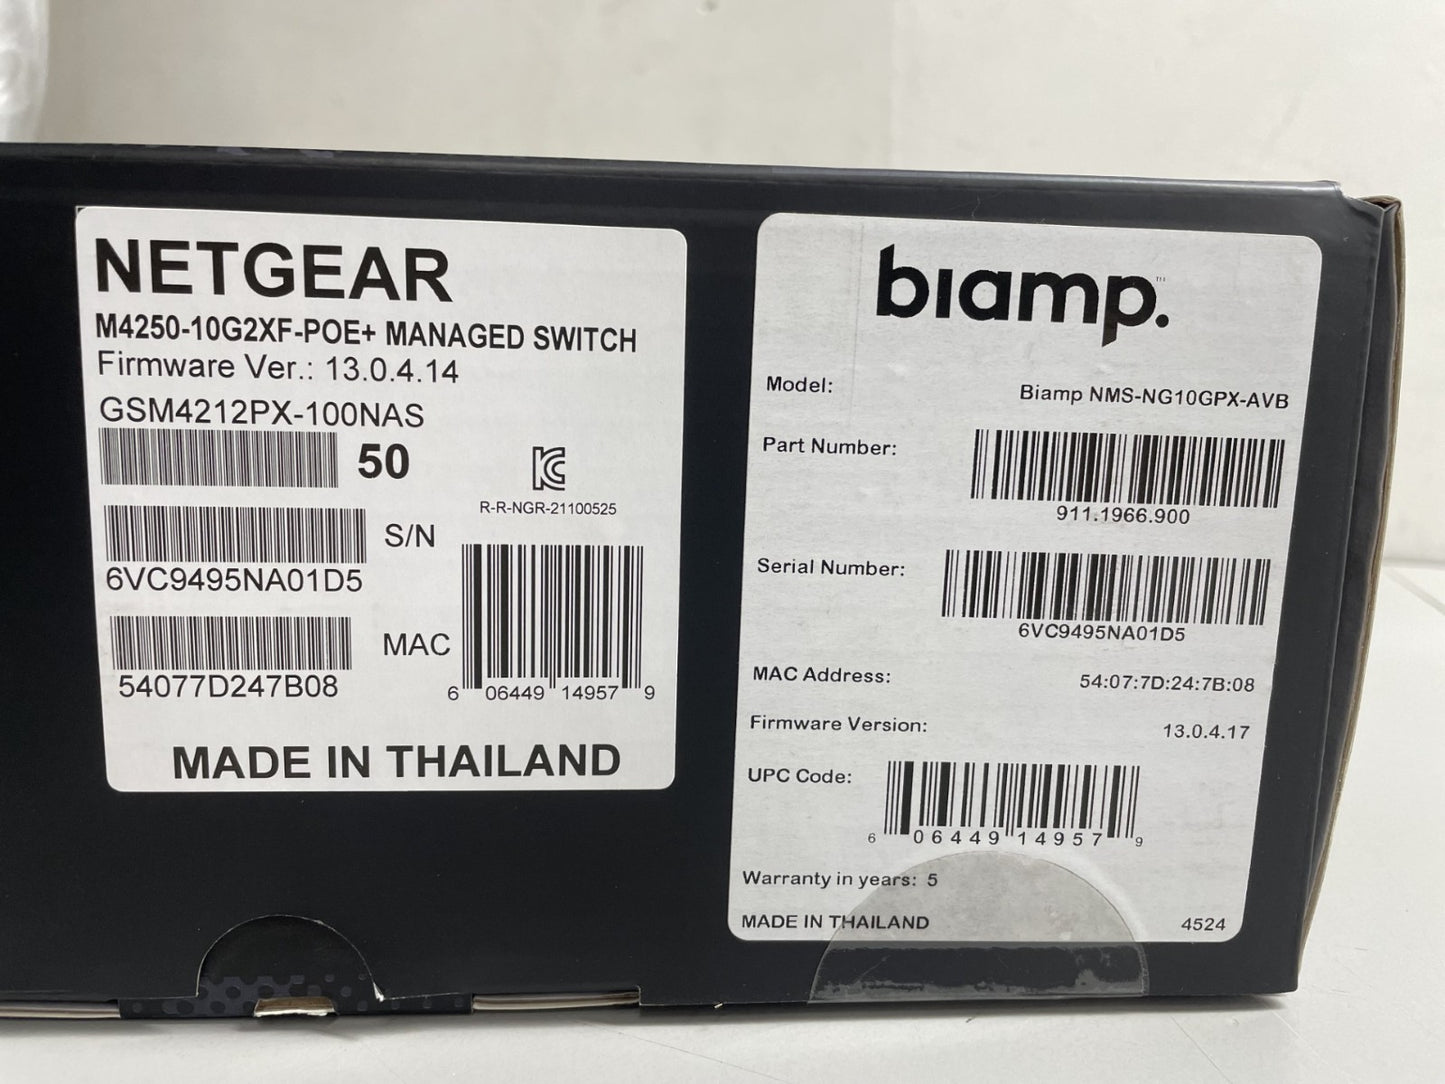 NETGEAR
M4250-10G2XF-POE+ MANAGED SWITCH
Firmware Ver.: 13.0.4.14
GSM4212PX-100NAS
50
R-R-NGR-21100525
S/N
6VC9495NA01D5
MAC
54077D247B08
6 06449 14957 9
MADE IN THAILAND
biamp.™
Model: Biamp NMS-NG10GPX-AVB
Part Number:
911.1966.900
Serial Number:
6VC9495NA01D5
MAC Address: 54:07:7D:24:7B:08
Firmware Version: 13.0.4.17
UPC Code:
6 06449 14957 9
Warranty in years: 5
MADE IN THAILAND 4524